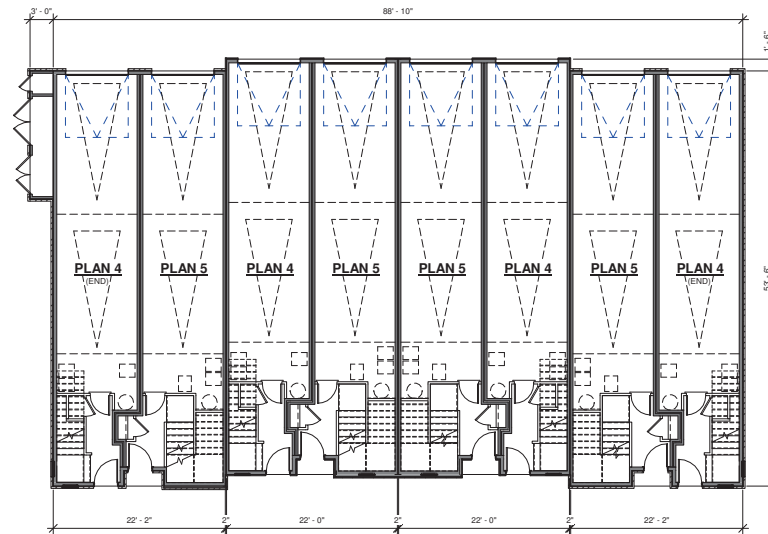 3' - 0"
88' - 10"
1' - 6"
PLAN 4
(END)
PLAN 5
PLAN 4
PLAN 5
PLAN 5
PLAN 4
PLAN 5
PLAN 4
(END)
53' - 6"
22' - 2"
2"
22' - 0"
2"
22' - 0"
2"
22' - 2"